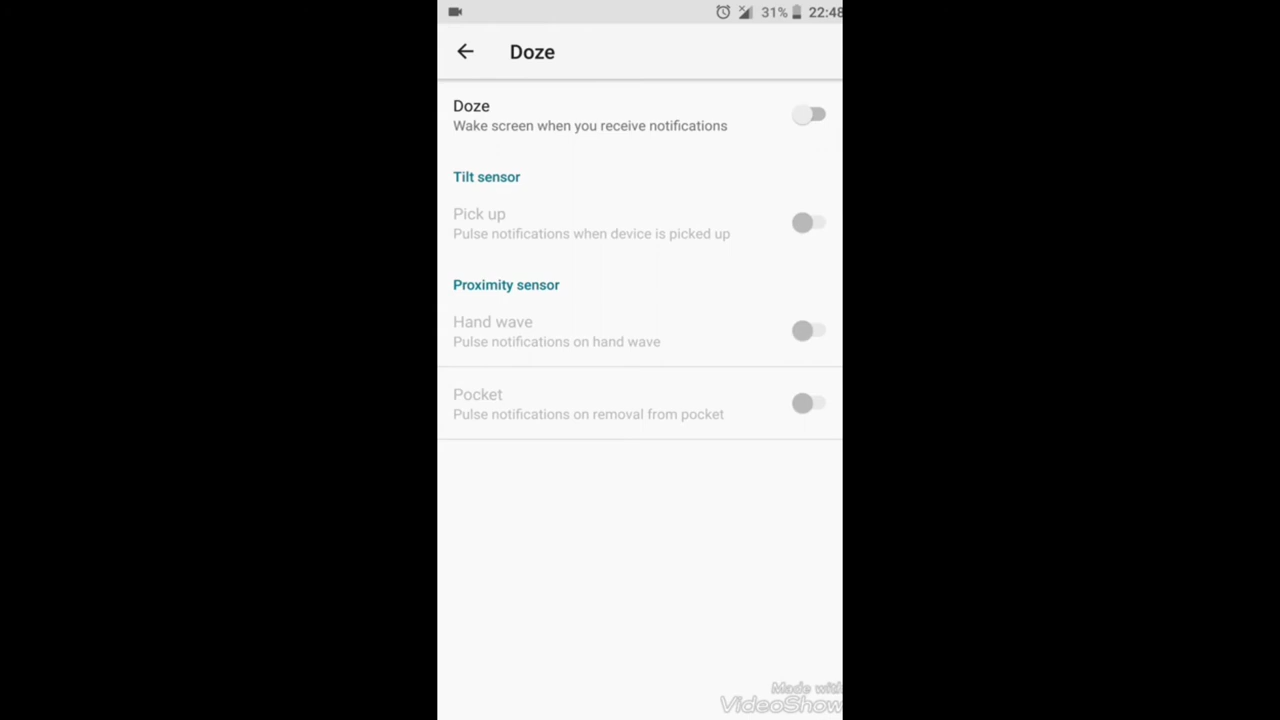 31% 22:48
Doze
Doze
Wake screen when you receive notifications
Tilt sensor
Pick up
Pulse notifications when device is picked up
Proximity sensor
Hand wave
Pulse notifications on hand wave
Pocket
Pulse notifications on removal from pocket
Made with
VideoShow